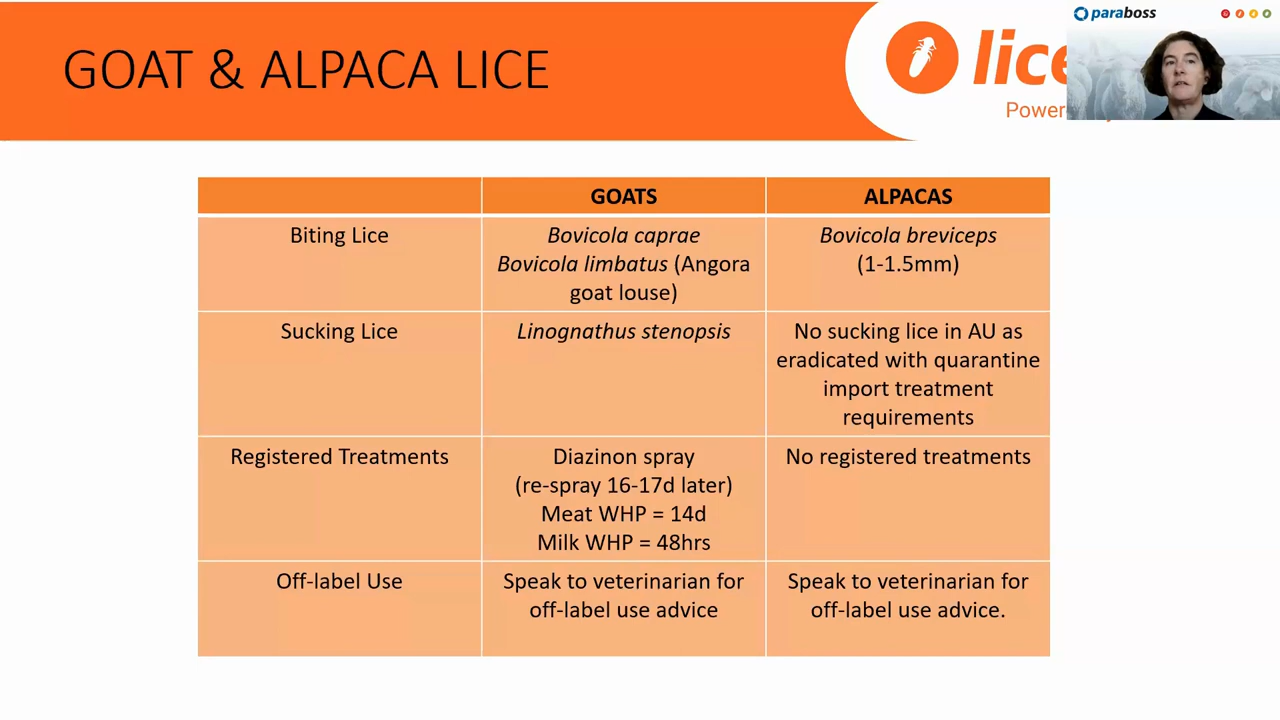 GOAT & ALPACA LICE
lice
paraboss
GOATS
ALPACAS
Biting Lice
Bovicola caprae
Bovicola limbatus (Angora
goat louse)
Bovicola breviceps
(1-1.5mm)
Sucking Lice
Linognathus stenopsis
No sucking lice in AU as
eradicated with quarantine
import treatment
requirements
Registered Treatments
Diazinon spray
(re-spray 16-17d later)
Meat WHP = 14d
Milk WHP = 48hrs
No registered treatments
Off-label Use
Speak to veterinarian for
off-label use advice
Speak to veterinarian for
off-label use advice.